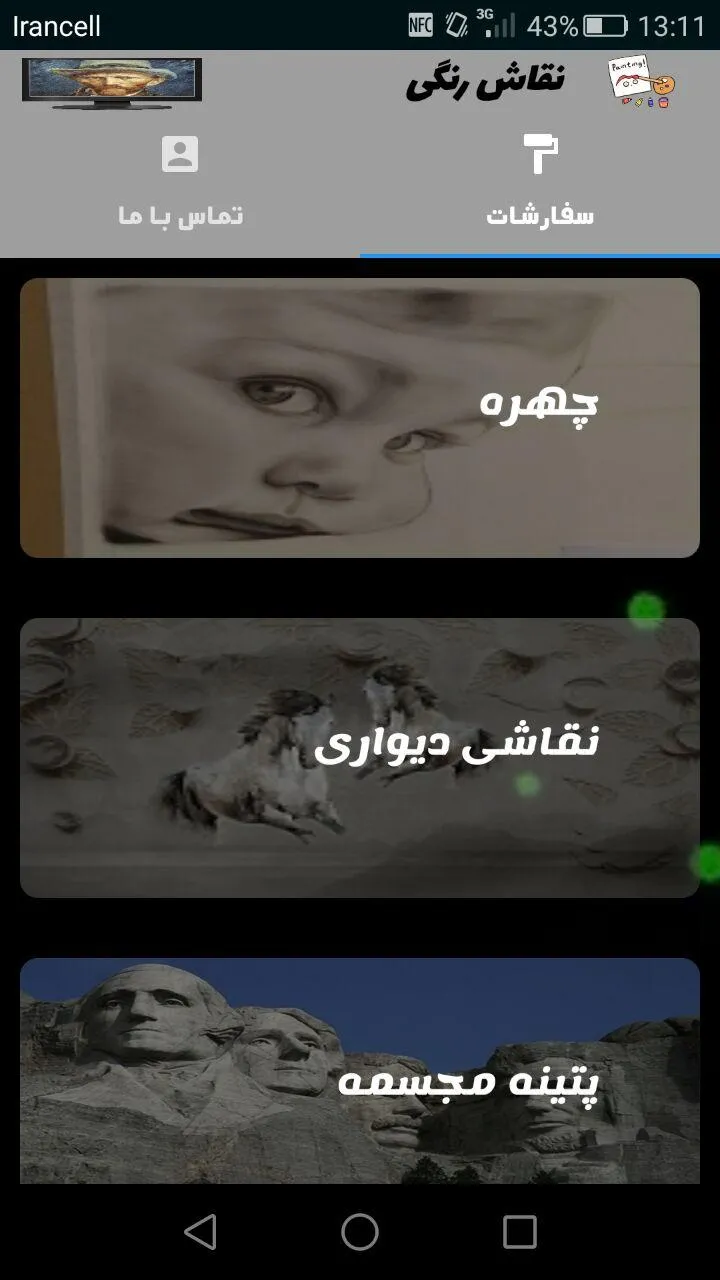 Irancell
NFC
3G
43%
13:11
نقاش رنگی
Painting!
سفارشات
تماس با ما
چهره
نقاشی دیواری
پتینه مجسمه